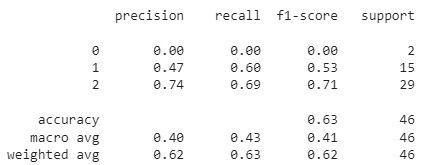 precision recall f1-score support
0 0.00 0.00 0.00 2
1 0.47 0.60 0.53 15
2 0.74 0.69 0.71 29
accuracy 0.63 46
macro avg 0.40 0.43 0.41 46
weighted avg 0.62 0.63 0.62 46